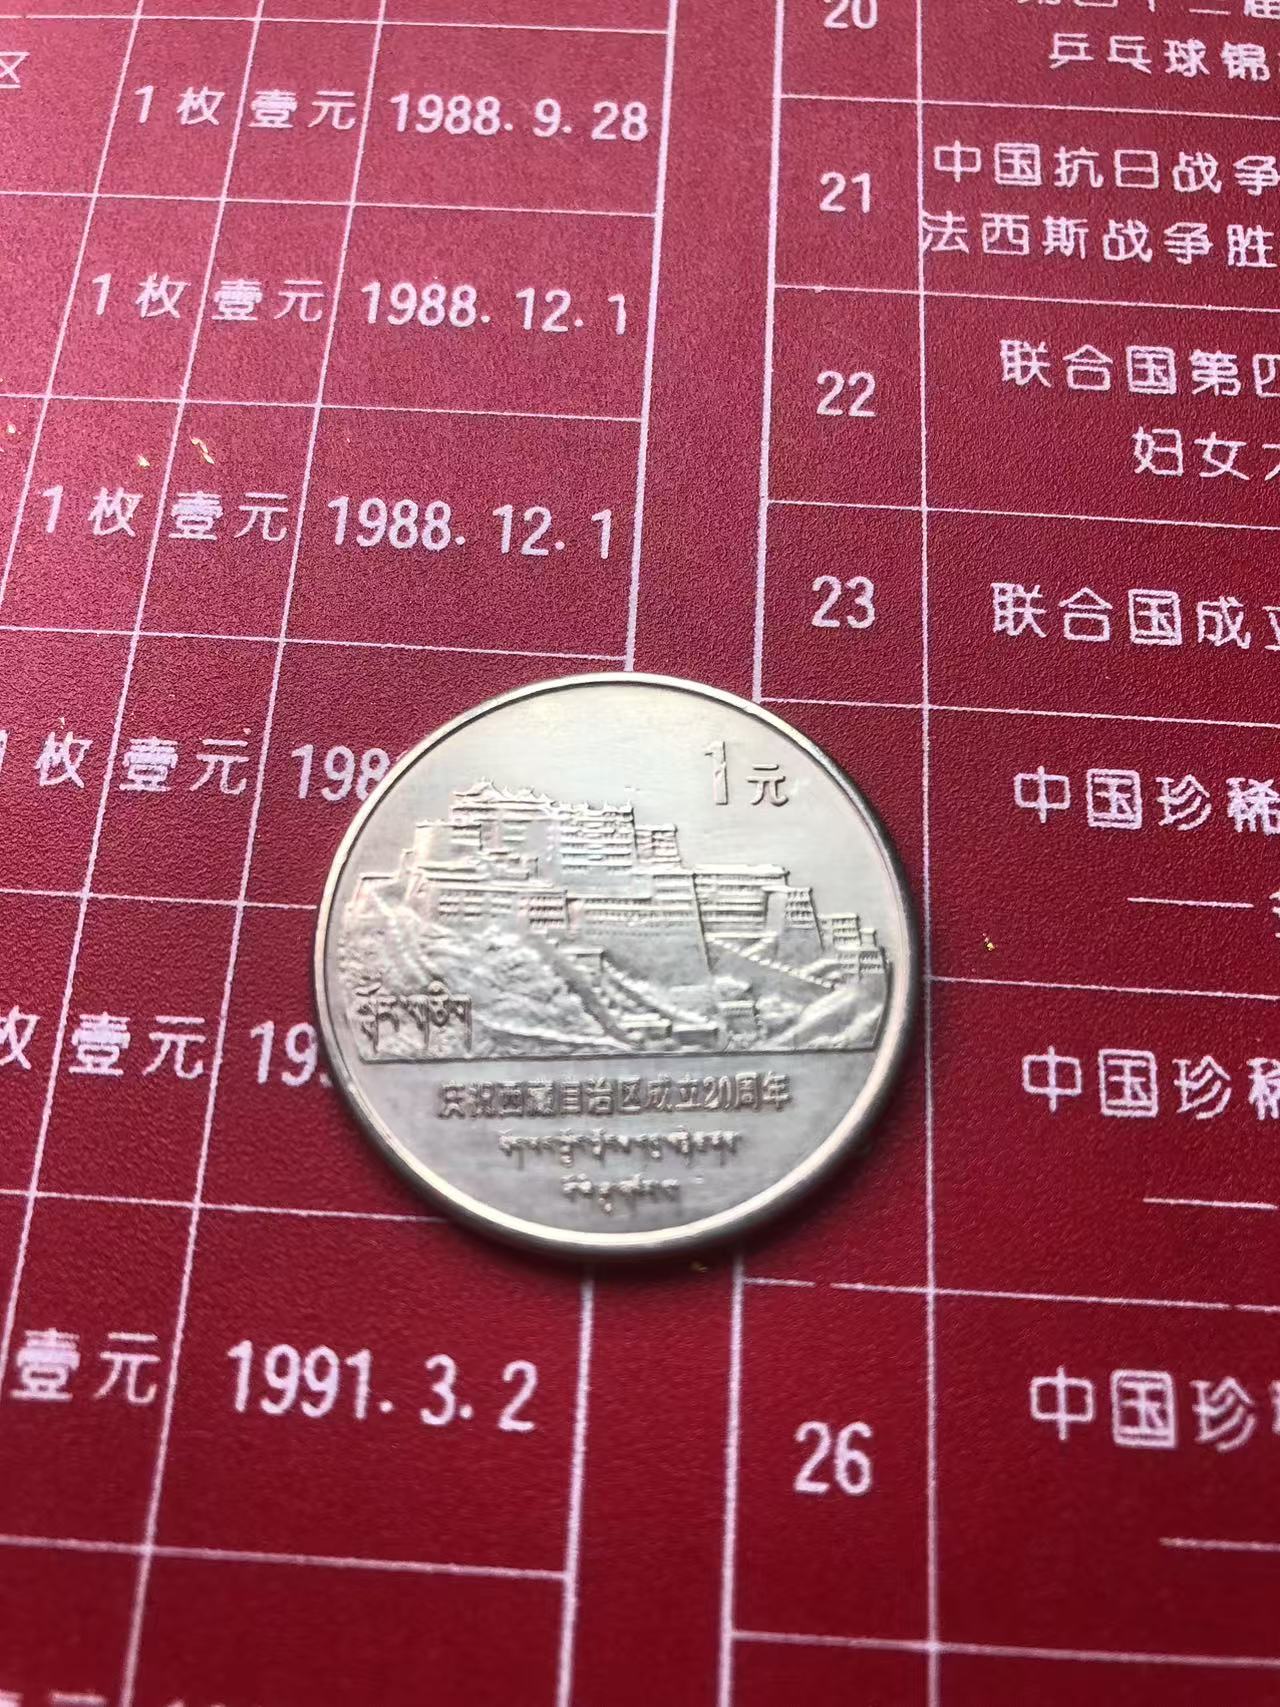 区
1枚 壹元 1988.9.28
1枚 壹元 1988.12.1
1枚 壹元 1988.12.1
1枚 壹元 198
枚 壹元 19
壹元 1991.3.2
20
乒乓球锦
21 中国抗日战争
法西斯战争胜
22 联合国第四
妇女
23 联合国成立
中国珍稀
中国珍稀
26 中国珍
1元
庆祝西藏自治区成立20周年